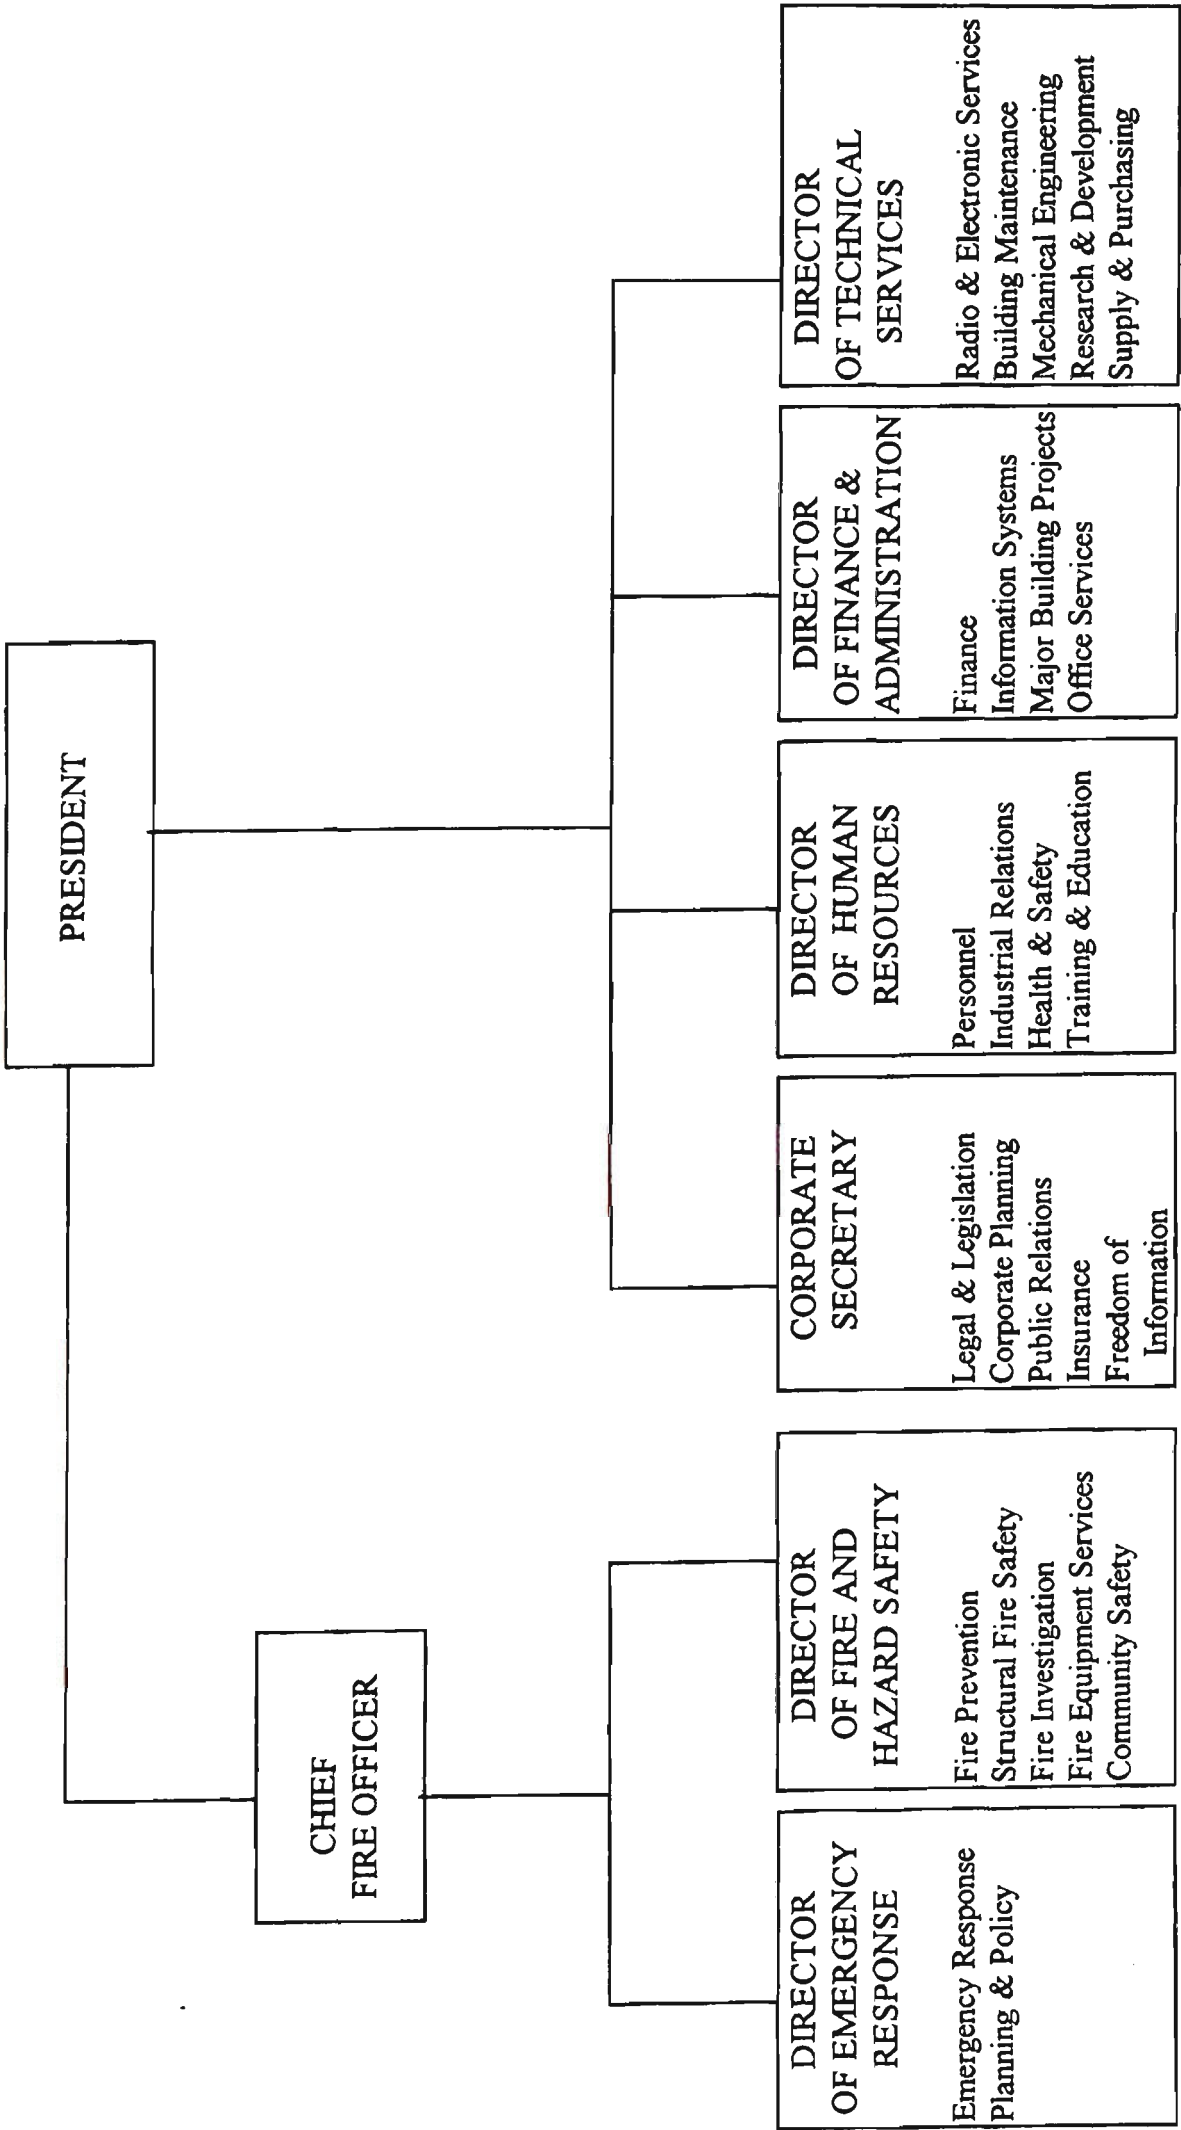 PRESIDENT
CHIEF
FIRE OFFICER
DIRECTOR
OF EMERGENCY
RESPONSE
Emergency Response
Planning & Policy
DIRECTOR
OF FIRE AND
HAZARD SAFETY
Fire Prevention
Structural Fire Safety
Fire Investigation
Fire Equipment Services
Community Safety
CORPORATE
SECRETARY
Legal & Legislation
Corporate Planning
Public Relations
Insurance
Freedom of
Information
DIRECTOR
OF HUMAN
RESOURCES
Personnel
Industrial Relations
Health & Safety
Training & Education
DIRECTOR
OF FINANCE &
ADMINISTRATION
Finance
Information Systems
Major Building Projects
Office Services
DIRECTOR
OF TECHNICAL
SERVICES
Radio & Electronic Services
Building Maintenance
Mechanical Engineering
Research & Development
Supply & Purchasing